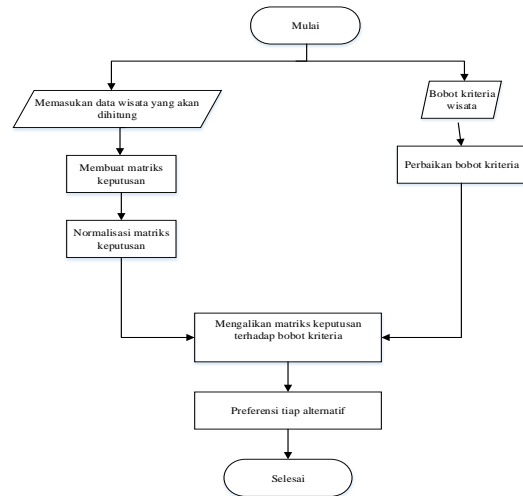 Mulai
Memasukan data wisata yang akan
dihitung
Bobot kriteria
wisata
Membuat matriks
keputusan
Perbaikan bobot kriteria
Normalisasi matriks
keputusan
Mengalikan matriks keputusan
terhadap bobot kriteria
Preferensi tiap alternatif
Selesai